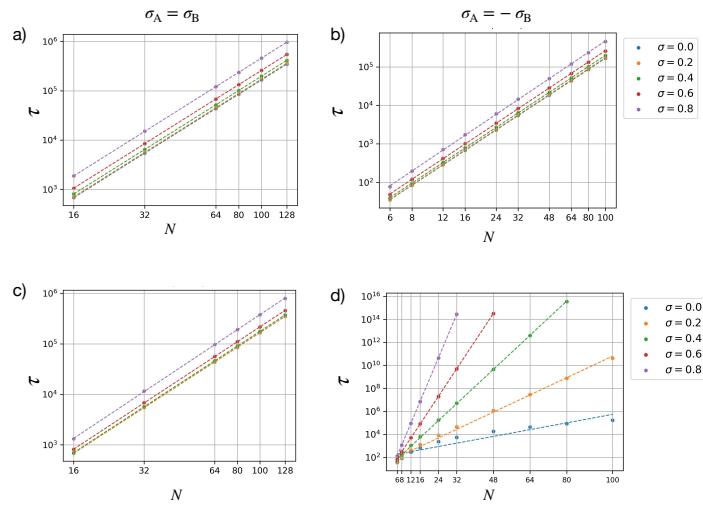 σ_A = σ_B
σ_A = − σ_B
a)
10^6
10^5
10^4
10^3
τ
16
32
64
80
100
128
N
b)
10^5
10^4
10^3
10^2
τ
6
8
12
16
24
32
48
64
80
100
N
σ = 0.0
σ = 0.2
σ = 0.4
σ = 0.6
σ = 0.8
c)
10^6
10^5
10^4
10^3
τ
16
32
64
80
100
128
N
d)
10^16
10^14
10^12
10^10
10^8
10^6
10^4
10^2
τ
6 8 12 16 24 32 48 64 80 100
N
σ = 0.0
σ = 0.2
σ = 0.4
σ = 0.6
σ = 0.8